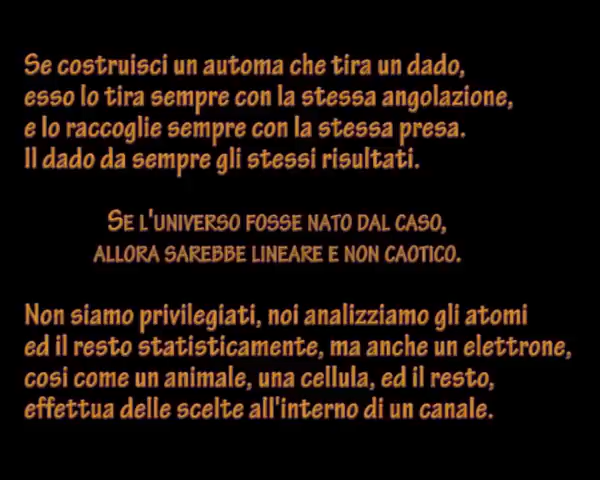 Se costruisci un automa che tira un dado,
esso lo tira sempre con la stessa angolazione,
e lo raccoglie sempre con la stessa presa.
Il dado da sempre gli stessi risultati.
SE L'UNIVERSO FOSSE NATO DAL CASO,
ALLORA SAREBBE LINEARE E NON CAOTICO.
Non siamo privilegiati, noi analizziamo gli atomi
ed il resto statisticamente, ma anche un elettrone,
cosi come un animale, una cellula, ed il resto,
effettua delle scelte all'interno di un canale.